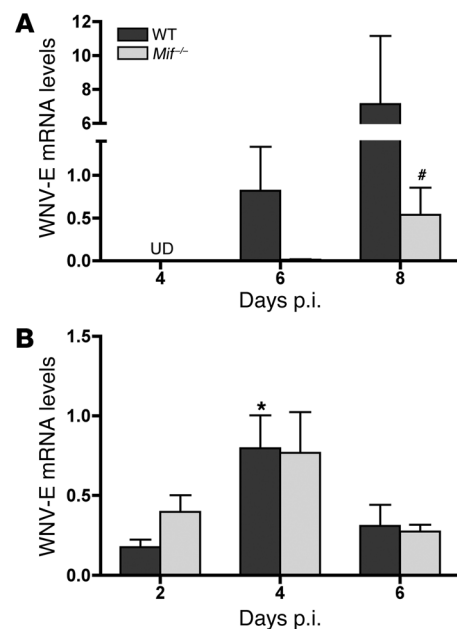 A
WT
Mif−/−
WNV-E mRNA levels
12
10
8
6
1.0
0.5
0.0
UD
#
4
6
8
Days p.i.
B
WNV-E mRNA levels
1.5
1.0
0.5
0.0
*
2
4
6
Days p.i.